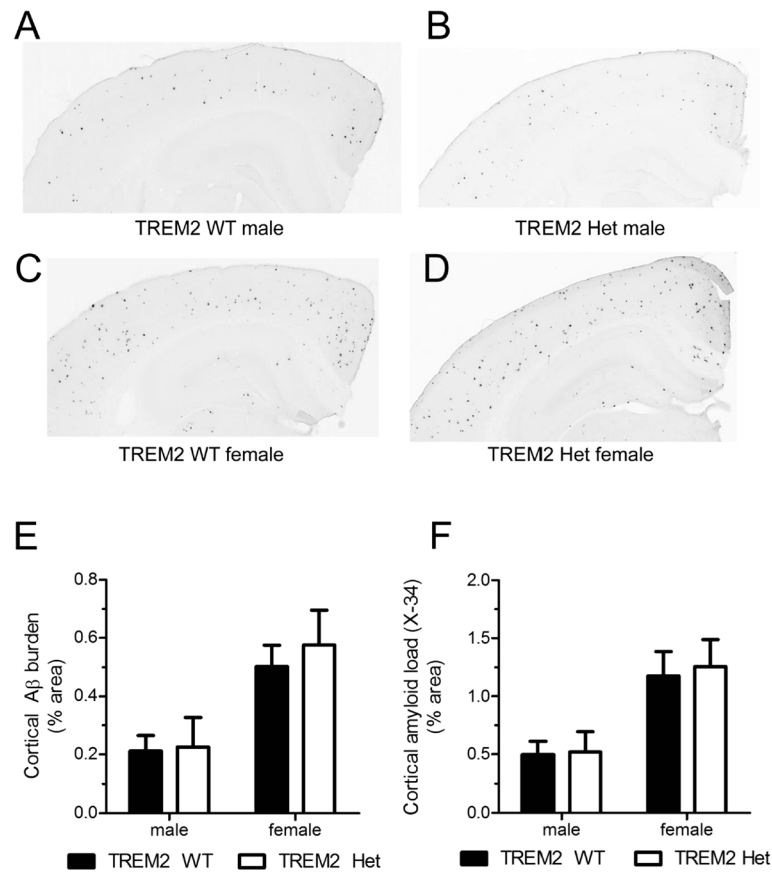 A
B
TREM2 WT male
TREM2 Het male
C
D
TREM2 WT female
TREM2 Het female
E
F
Cortical Aβ burden
(% area)
0.8
0.6
0.4
0.2
0.0
male
female
TREM2 WT
TREM2 Het
Cortical amyloid load (X-34)
(% area)
2.0
1.5
1.0
0.5
0.0
male
female
TREM2 WT
TREM2 Het